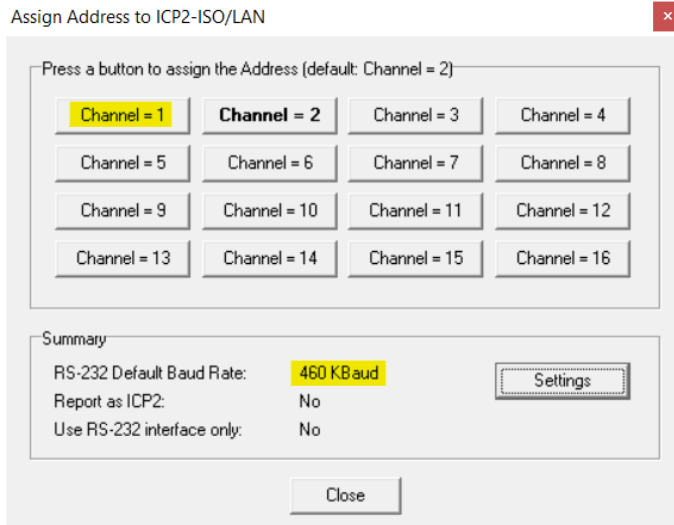 Assign Address to ICP2-ISO/LAN
Press a button to assign the Address (default: Channel = 2)
Channel = 1 Channel = 2 Channel = 3 Channel = 4
Channel = 5 Channel = 6 Channel = 7 Channel = 8
Channel = 9 Channel = 10 Channel = 11 Channel = 12
Channel = 13 Channel = 14 Channel = 15 Channel = 16
Summary
RS-232 Default Baud Rate: 460 KBaud Settings
Report as ICP2: No
Use RS-232 interface only: No
Close